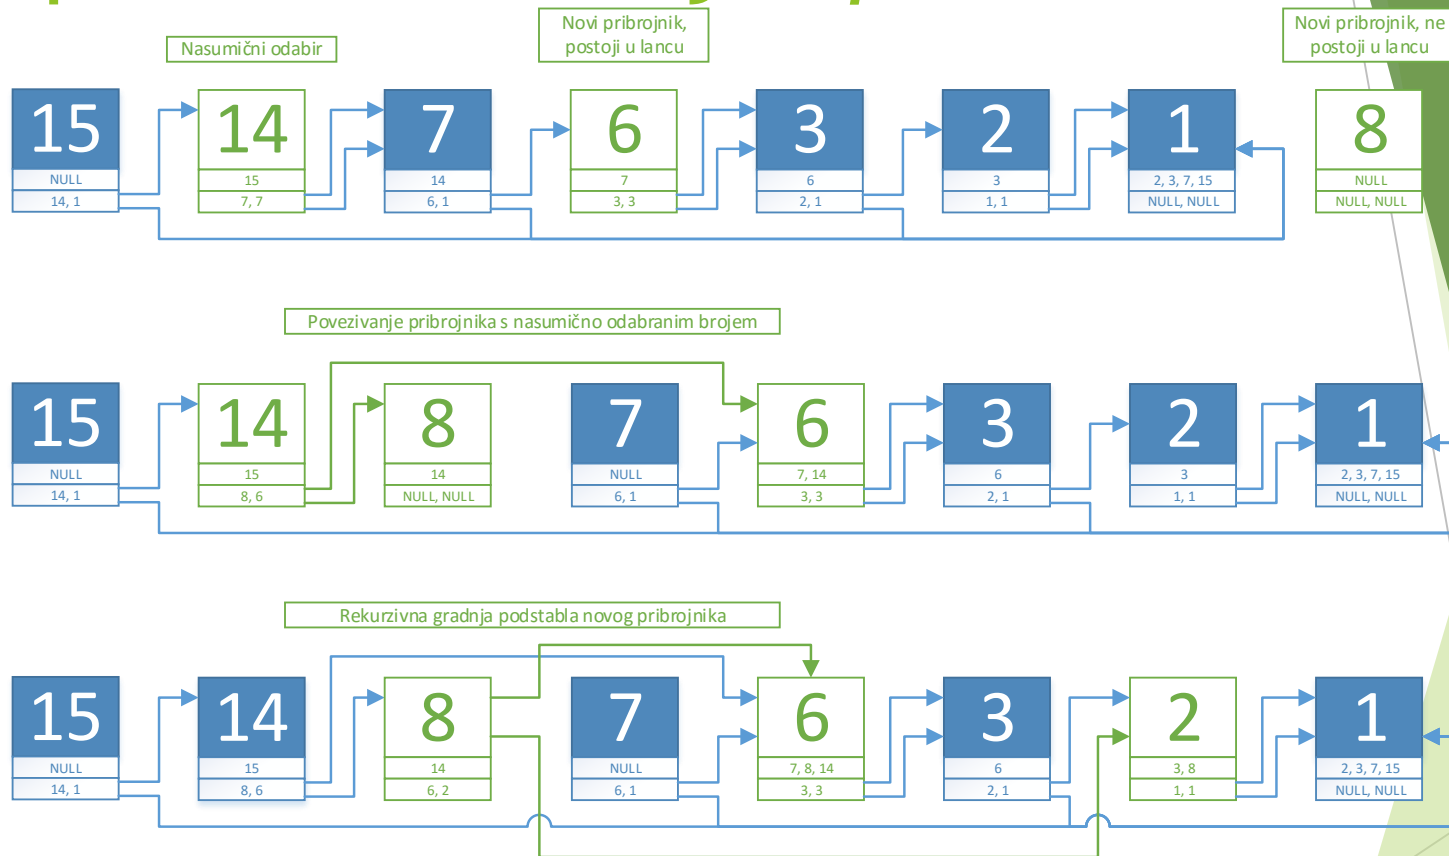 Nasumični odabir
Novi pribrojnik,
postoji u lancu
Novi pribrojnik, ne
postoji u lancu
15
NULL
14, 1
14
15
7, 7
7
14
6, 1
6
7
3, 3
3
6
2, 1
2
3
1, 1
1
2, 3, 7, 15
NULL, NULL
8
NULL
NULL, NULL
Povezivanje pribrojnika s nasumično odabranim brojem
15
NULL
14, 1
14
15
8, 6
8
14
NULL, NULL
7
NULL
6, 1
6
7, 14
3, 3
3
6
2, 1
2
3
1, 1
1
2, 3, 7, 15
NULL, NULL
Rekurzivna gradnja podstabla novog pribrojnika
15
NULL
14, 1
14
15
8, 6
8
14
6, 2
7
NULL
6, 1
6
7, 8, 14
3, 3
3
6
2, 1
2
3, 8
1, 1
1
2, 3, 7, 15
NULL, NULL